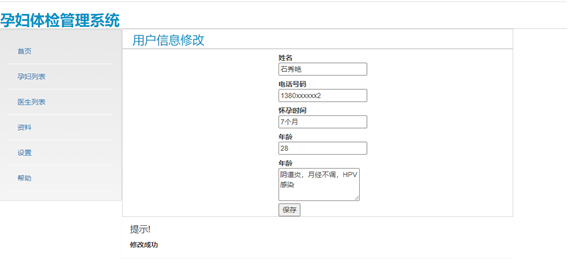 孕妇体检管理系统
首页
孕妇列表
医生列表
资料
设置
帮助
用户信息修改
姓名
石秀艳
电话号码
1380xxxxxx2
怀孕时间
7个月
年龄
28
年龄
阴道炎，月经不调，HPV
感染
保存
提示!
修改成功